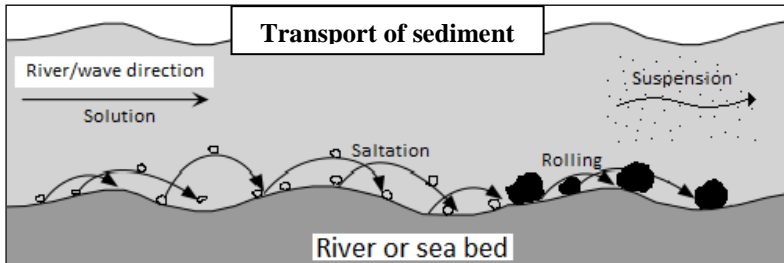 Transport of sediment
River/wave direction
Solution
Suspension
Saltation
Rolling
River or sea bed